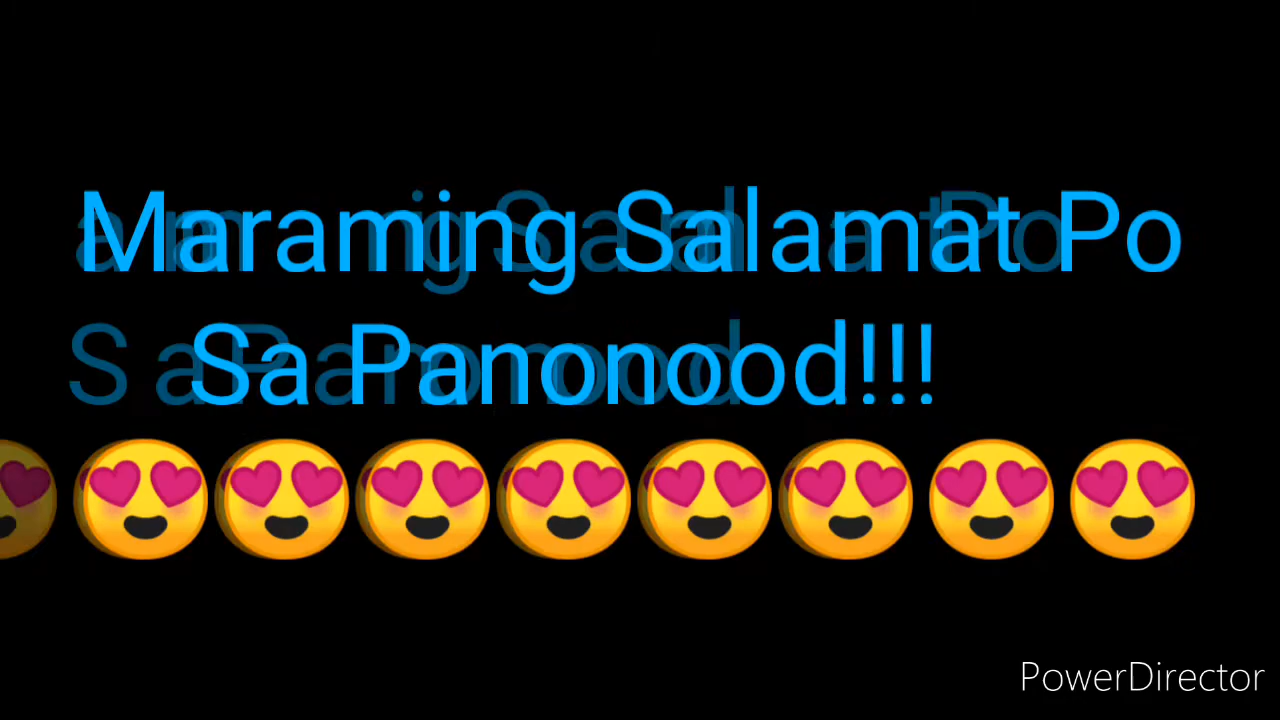 Maraming Salamat Po
Sa Panonood!!!
😍😍😍😍😍😍😍😍
PowerDirector